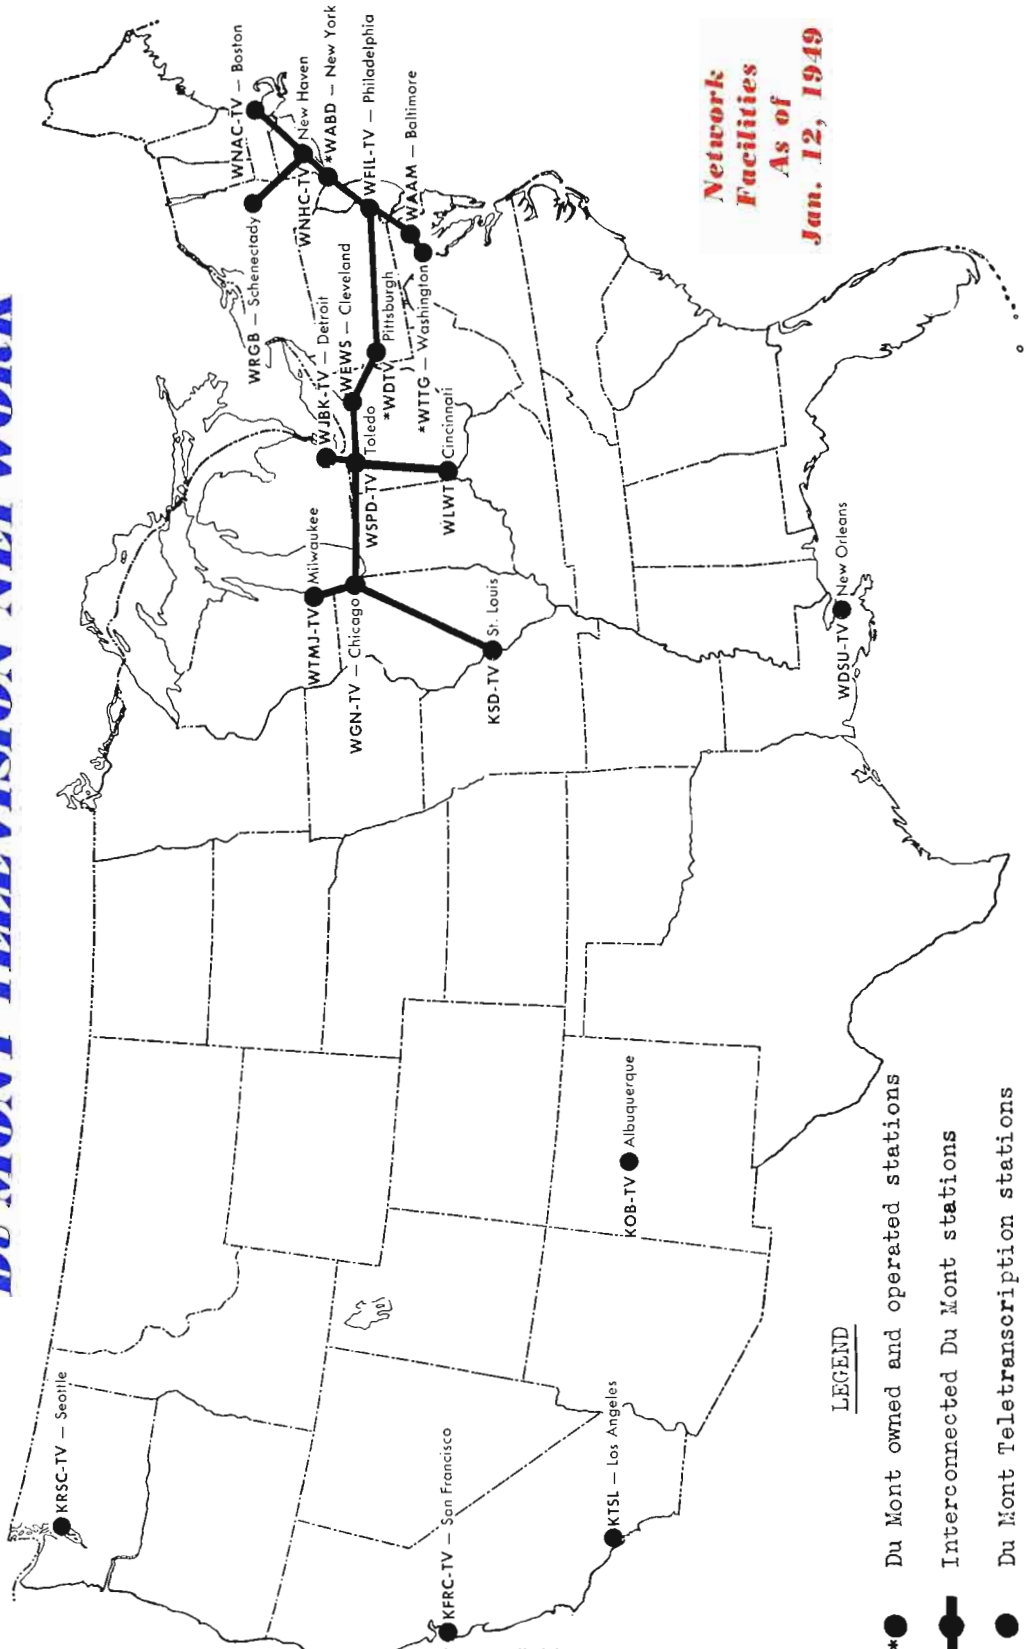 DU MONT TELEVISION NETWORK
Network
Facilities
As of
Jan. 12, 1949
KRSC-TV — Seattle
KFRC-TV — San Francisco
KTSL — Los Angeles
KOB-TV Albuquerque
WTMJ-TV Milwaukee
WGN-TV — Chicago
KSD-TV St. Louis
WDSU-TV New Orleans
WJBK-TV — Detroit
WSPD-TV Toledo
WLWT Cincinnati
WEWS — Cleveland
*WDTV Pittsburgh
*WTTG — Washington
WRGB — Schenectady
WNAC-TV — Boston
WNHC-TV New Haven
*WABD — New York
WFIL-TV — Philadelphia
WAAM — Baltimore
LEGEND
* Du Mont owned and operated stations
Interconnected Du Mont stations
Du Mont Teletranscription stations